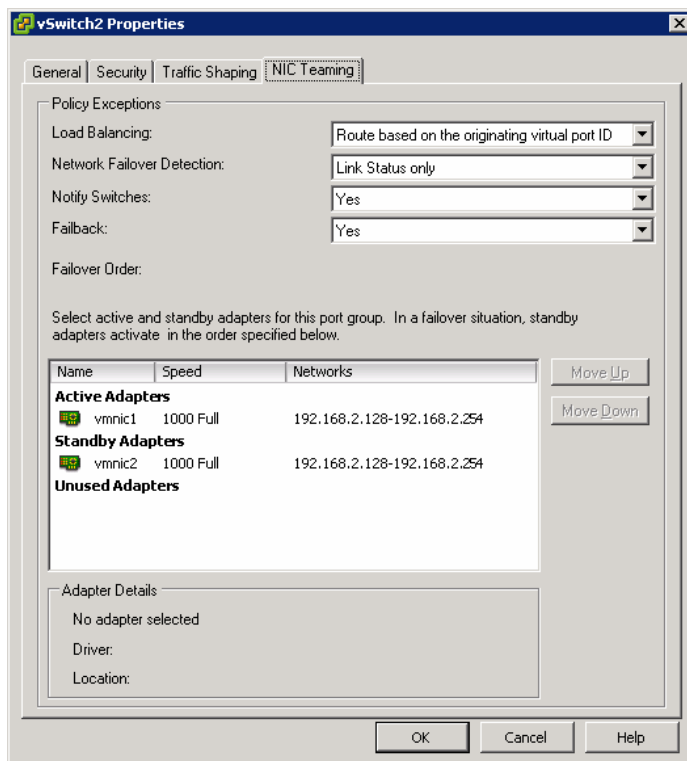 vSwitch2 Properties
General Security Traffic Shaping NIC Teaming
Policy Exceptions
Load Balancing: Route based on the originating virtual port ID
Network Failover Detection: Link Status only
Notify Switches: Yes
Failback: Yes
Failover Order:
Select active and standby adapters for this port group. In a failover situation, standby
adapters activate in the order specified below.
Name Speed Networks
Move Up
Active Adapters
vmnic1 1000 Full 192.168.2.128-192.168.2.254
Move Down
Standby Adapters
vmnic2 1000 Full 192.168.2.128-192.168.2.254
Unused Adapters
Adapter Details
No adapter selected
Driver:
Location:
OK Cancel Help